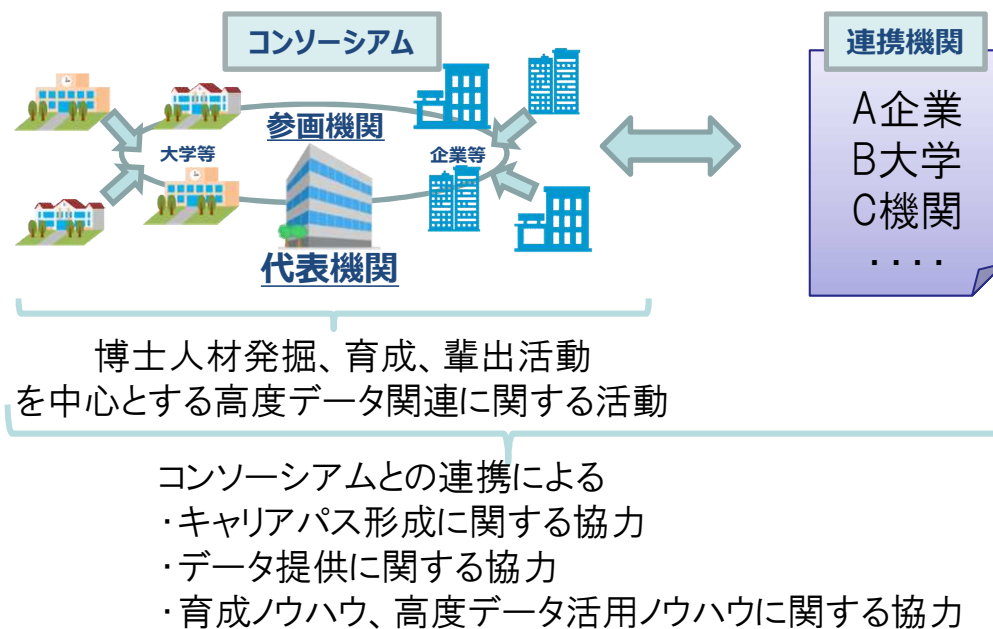 コンソーシアム
連携機関
参画機関
大学等
企業等
代表機関
A企業
B大学
C機関
・・・・
博士人材発掘、育成、輩出活動
を中心とする高度データ関連に関する活動
コンソーシアムとの連携による
・キャリアパス形成に関する協力
・データ提供に関する協力
・育成ノウハウ、高度データ活用ノウハウに関する協力